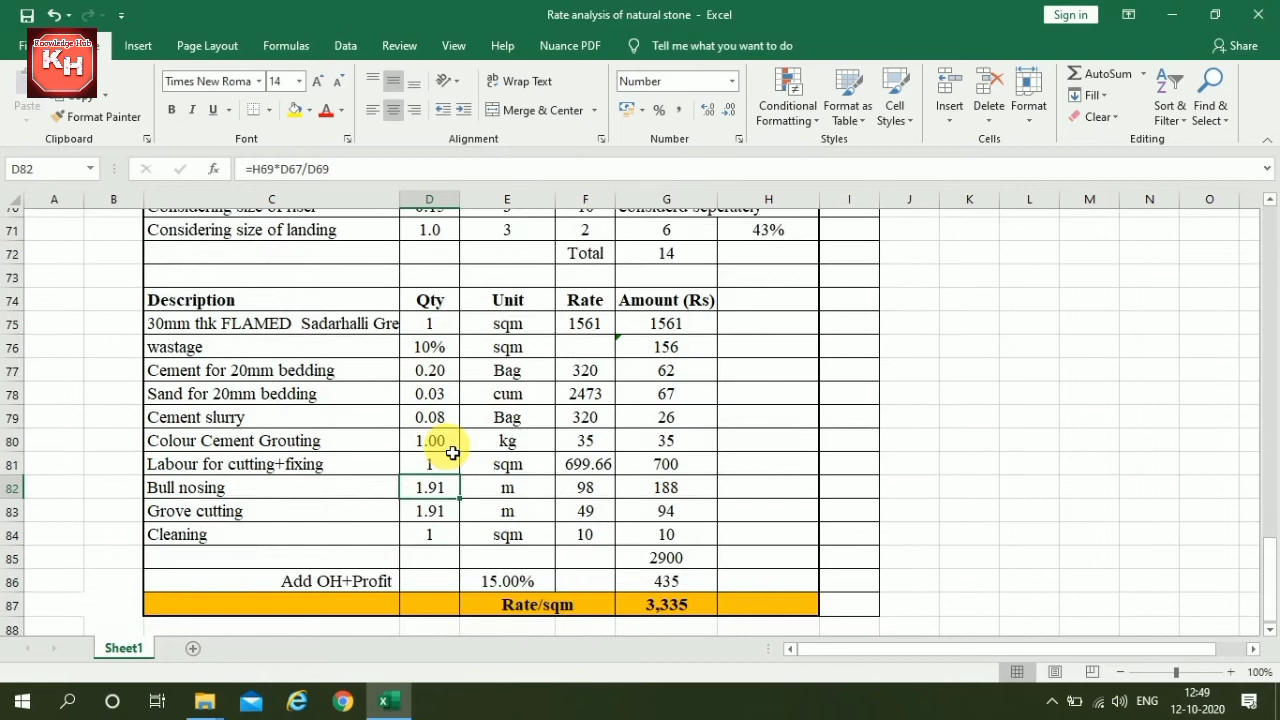 Rate analysis of natural stone - Excel
Sign in
Knowledge Hub
KH
Insert Page Layout Formulas Data Review View Help Nuance PDF Tell me what you want to do
Share
Paste
Format Painter
Clipboard
Times New Roma 14
B I U
Font
Wrap Text
Merge & Center
Alignment
Number
Number
Conditional Formatting
Format as Table
Cell Styles
Styles
Insert Delete Format
Cells
AutoSum
Fill
Clear
Sort & Filter
Find & Select
Editing
D82 =H69*D67/D69
A B C D E F G H I J K L M N O P
71 Considering size of landing 1.0 3 2 6 43%
72 Total 14
73
74 Description Qty Unit Rate Amount (Rs)
75 30mm thk FLAMED Sadarhalli Gre 1 sqm 1561 1561
76 wastage 10% sqm 156
77 Cement for 20mm bedding 0.20 Bag 320 62
78 Sand for 20mm bedding 0.03 cum 2473 67
79 Cement slurry 0.08 Bag 320 26
80 Colour Cement Grouting 1.00 kg 35 35
81 Labour for cutting+fixing 1 sqm 699.66 700
82 Bull nosing 1.91 m 98 188
83 Grove cutting 1.91 m 49 94
84 Cleaning 1 sqm 10 10
85 2900
86 Add OH+Profit 15.00% 435
87 Rate/sqm 3,335
88
Sheet1
100%
ENG
12:49
12-10-2020